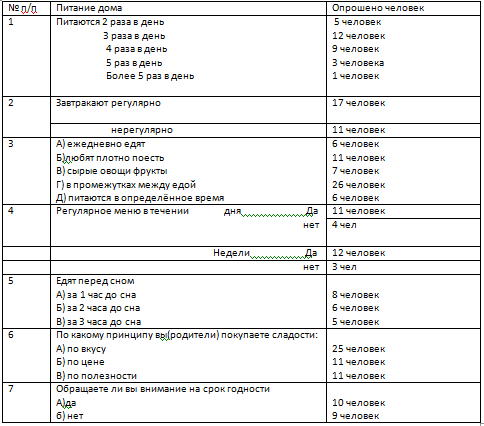 № п/п Питание дома Опрошено человек
1 Питаются 2 раза в день 5 человек
3 раза в день 12 человек
4 раза в день 9 человек
5 раз в день 3 человека
Более 5 раз в день 1 человек
2 Завтракают регулярно 17 человек
нерегулярно 11 человек
3 А) ежедневно едят 6 человек
Б)любят плотно поесть 11 человек
В) сырые овощи фрукты 7 человек
Г) в промежутках между едой 26 человек
Д) питаются в определённое время 6 человек
4 Регулярное меню в течении дня Да 11 человек
нет 4 чел
Недели Да 12 человек
нет 3 чел
5 Едят перед сном
А) за 1 час до сна 8 человек
Б) за 2 часа до сна 6 человек
В) за 3 часа до сна 5 человек
6 По какому принципу вы(родители) покупаете сладости:
А) по вкусу 25 человек
Б) по цене 11 человек
В) по полезности 11 человек
7 Обращаете ли вы внимание на срок годности
А)да 10 человек
б) нет 9 человек